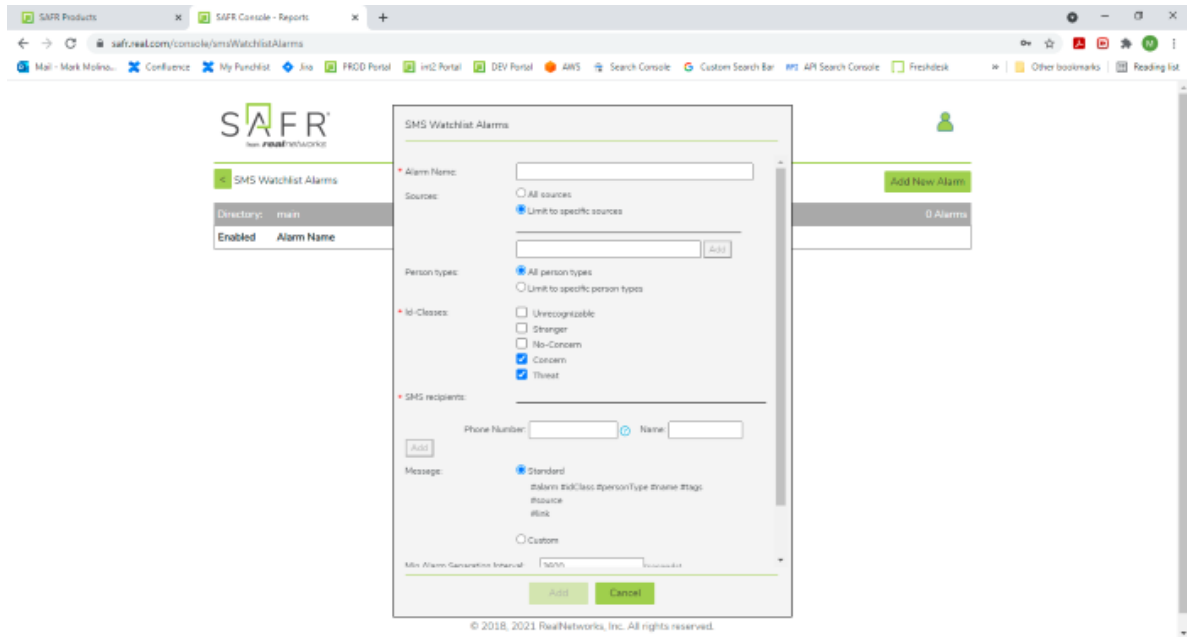 SAFR Products
SAFR Console - Reports
safr.real.com/console/smsWatchlistAlarms
Mail - Mark Molina... Confluence My Punchlist Jira PROD Portal int2 Portal DEV Portal AWS Search Console Custom Search Bar API Search Console Freshdesk » Other bookmarks Reading list
SAFR
from realnetworks
< SMS Watchlist Alarms
Add New Alarm
Directory: main
0 Alarms
Enabled Alarm Name
SMS Watchlist Alarms
* Alarm Name:
Sources: All sources
Limit to specific sources
Add
Person types: All person types
Limit to specific person types
* Id-Classes: Unrecognizable
Stranger
No-Concern
Concern
Threat
* SMS recipients:
Phone Number: Name:
Add
Message: Standard
#alarm #idClass #personType #name #tags
#source
#link
Custom
Min Alarm Separation Interval: 3600
Add Cancel
© 2018, 2021 RealNetworks, Inc. All rights reserved.